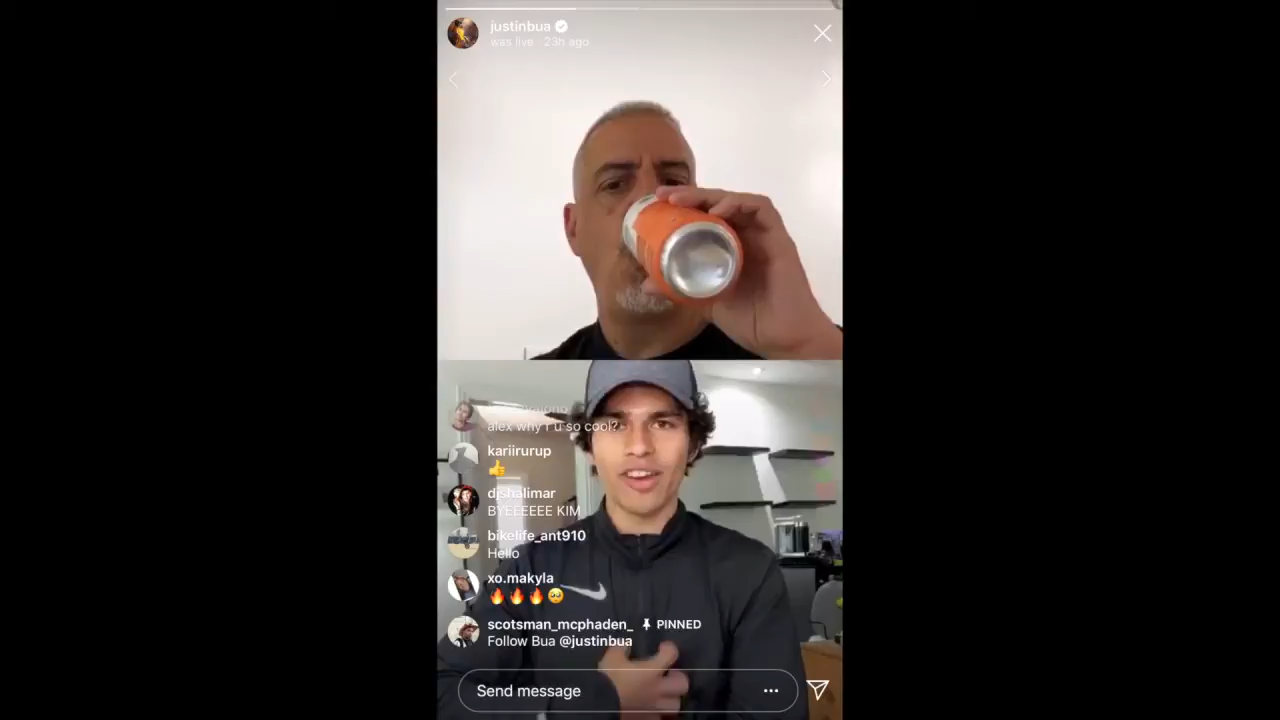 justinbua
was live · 23h ago
alex why r u so cool?
kariirurup
👍
djshalimar
BYEEEEEE KIM
bikelife_ant910
Hello
xo.makyla
🔥🔥🔥🥺
scotsman_mcphaden_ PINNED
Follow Bua @justinbua
Send message